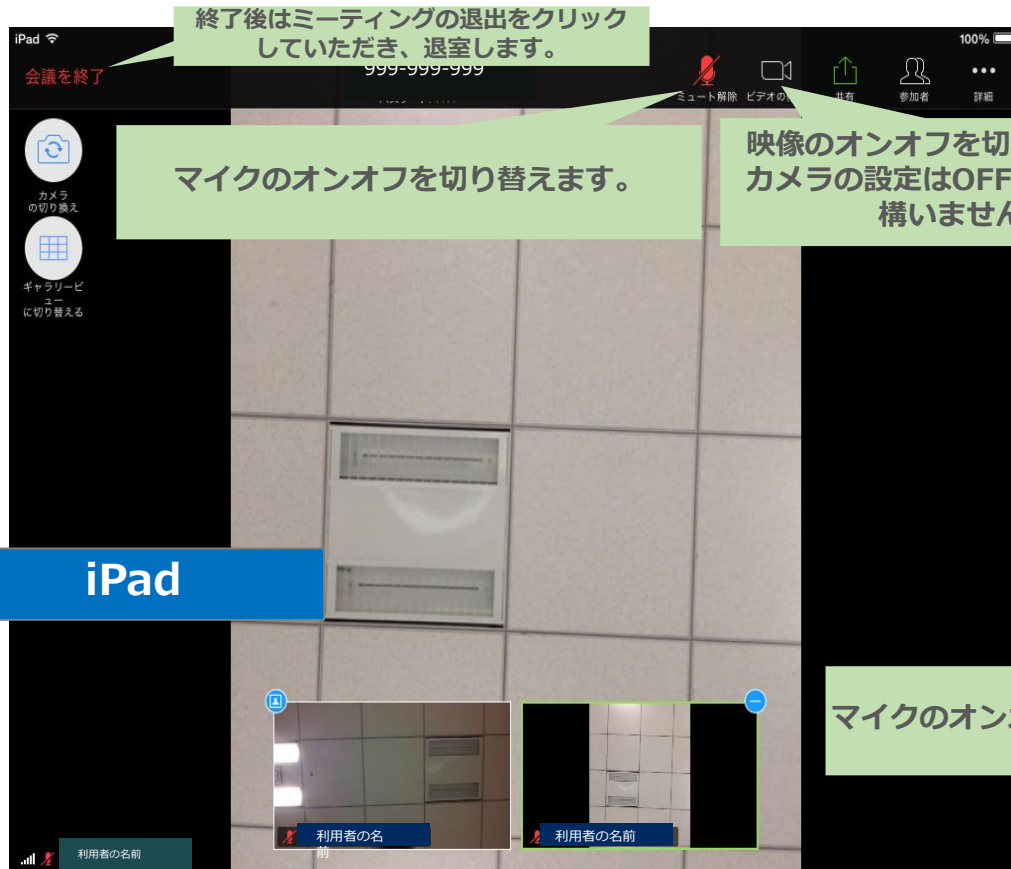 終了後はミーティングの退出をクリック
していただき、退室します。
iPad
100%
会議を終了
999-999-999
ミュート解除
ビデオの
共有
参加者
詳細
マイクのオンオフを切り替えます。
映像のオンオフを切
カメラの設定はOFF
構いません
カメラ
の切り換え
ギャラリービ
ュー
に切り替える
iPad
マイクのオン
利用者の名
前
利用者の名前
利用者の名前